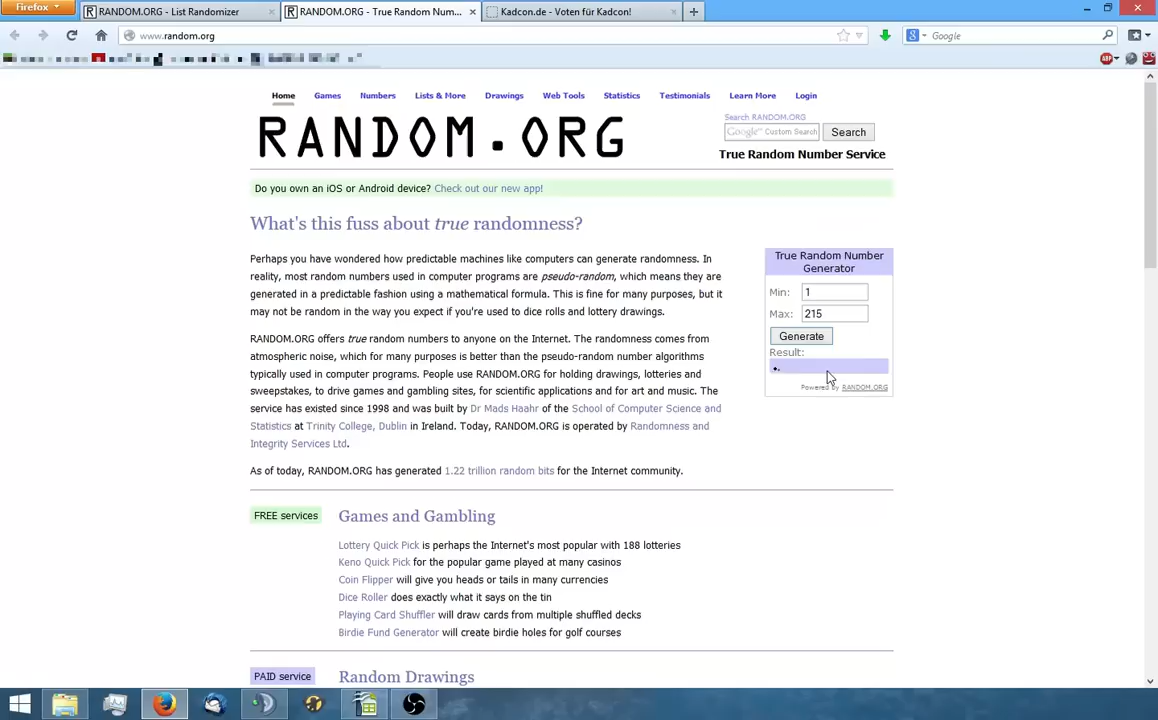 Firefox
RANDOM.ORG - List Randomizer
RANDOM.ORG - True Random Num...
Kadcon.de - Voten für Kadcon!
www.random.org
Google
Home Games Numbers Lists & More Drawings Web Tools Statistics Testimonials Learn More Login
RANDOM.ORG
Search RANDOM.ORG
Google™ Custom Search
Search
True Random Number Service
Do you own an iOS or Android device? Check out our new app!
What's this fuss about true randomness?
Perhaps you have wondered how predictable machines like computers can generate randomness. In
reality, most random numbers used in computer programs are pseudo-random, which means they are
generated in a predictable fashion using a mathematical formula. This is fine for many purposes, but it
may not be random in the way you expect if you're used to dice rolls and lottery drawings.
RANDOM.ORG offers true random numbers to anyone on the Internet. The randomness comes from
atmospheric noise, which for many purposes is better than the pseudo-random number algorithms
typically used in computer programs. People use RANDOM.ORG for holding drawings, lotteries and
sweepstakes, to drive games and gambling sites, for scientific applications and for art and music. The
service has existed since 1998 and was built by Dr Mads Haahr of the School of Computer Science and
Statistics at Trinity College, Dublin in Ireland. Today, RANDOM.ORG is operated by Randomness and
Integrity Services Ltd.
As of today, RANDOM.ORG has generated 1.22 trillion random bits for the Internet community.
True Random Number
Generator
Min: 1
Max: 215
Generate
Result:
Powered by RANDOM.ORG
FREE services
Games and Gambling
Lottery Quick Pick is perhaps the Internet's most popular with 188 lotteries
Keno Quick Pick for the popular game played at many casinos
Coin Flipper will give you heads or tails in many currencies
Dice Roller does exactly what it says on the tin
Playing Card Shuffler will draw cards from multiple shuffled decks
Birdie Fund Generator will create birdie holes for golf courses
PAID service
Random Drawings